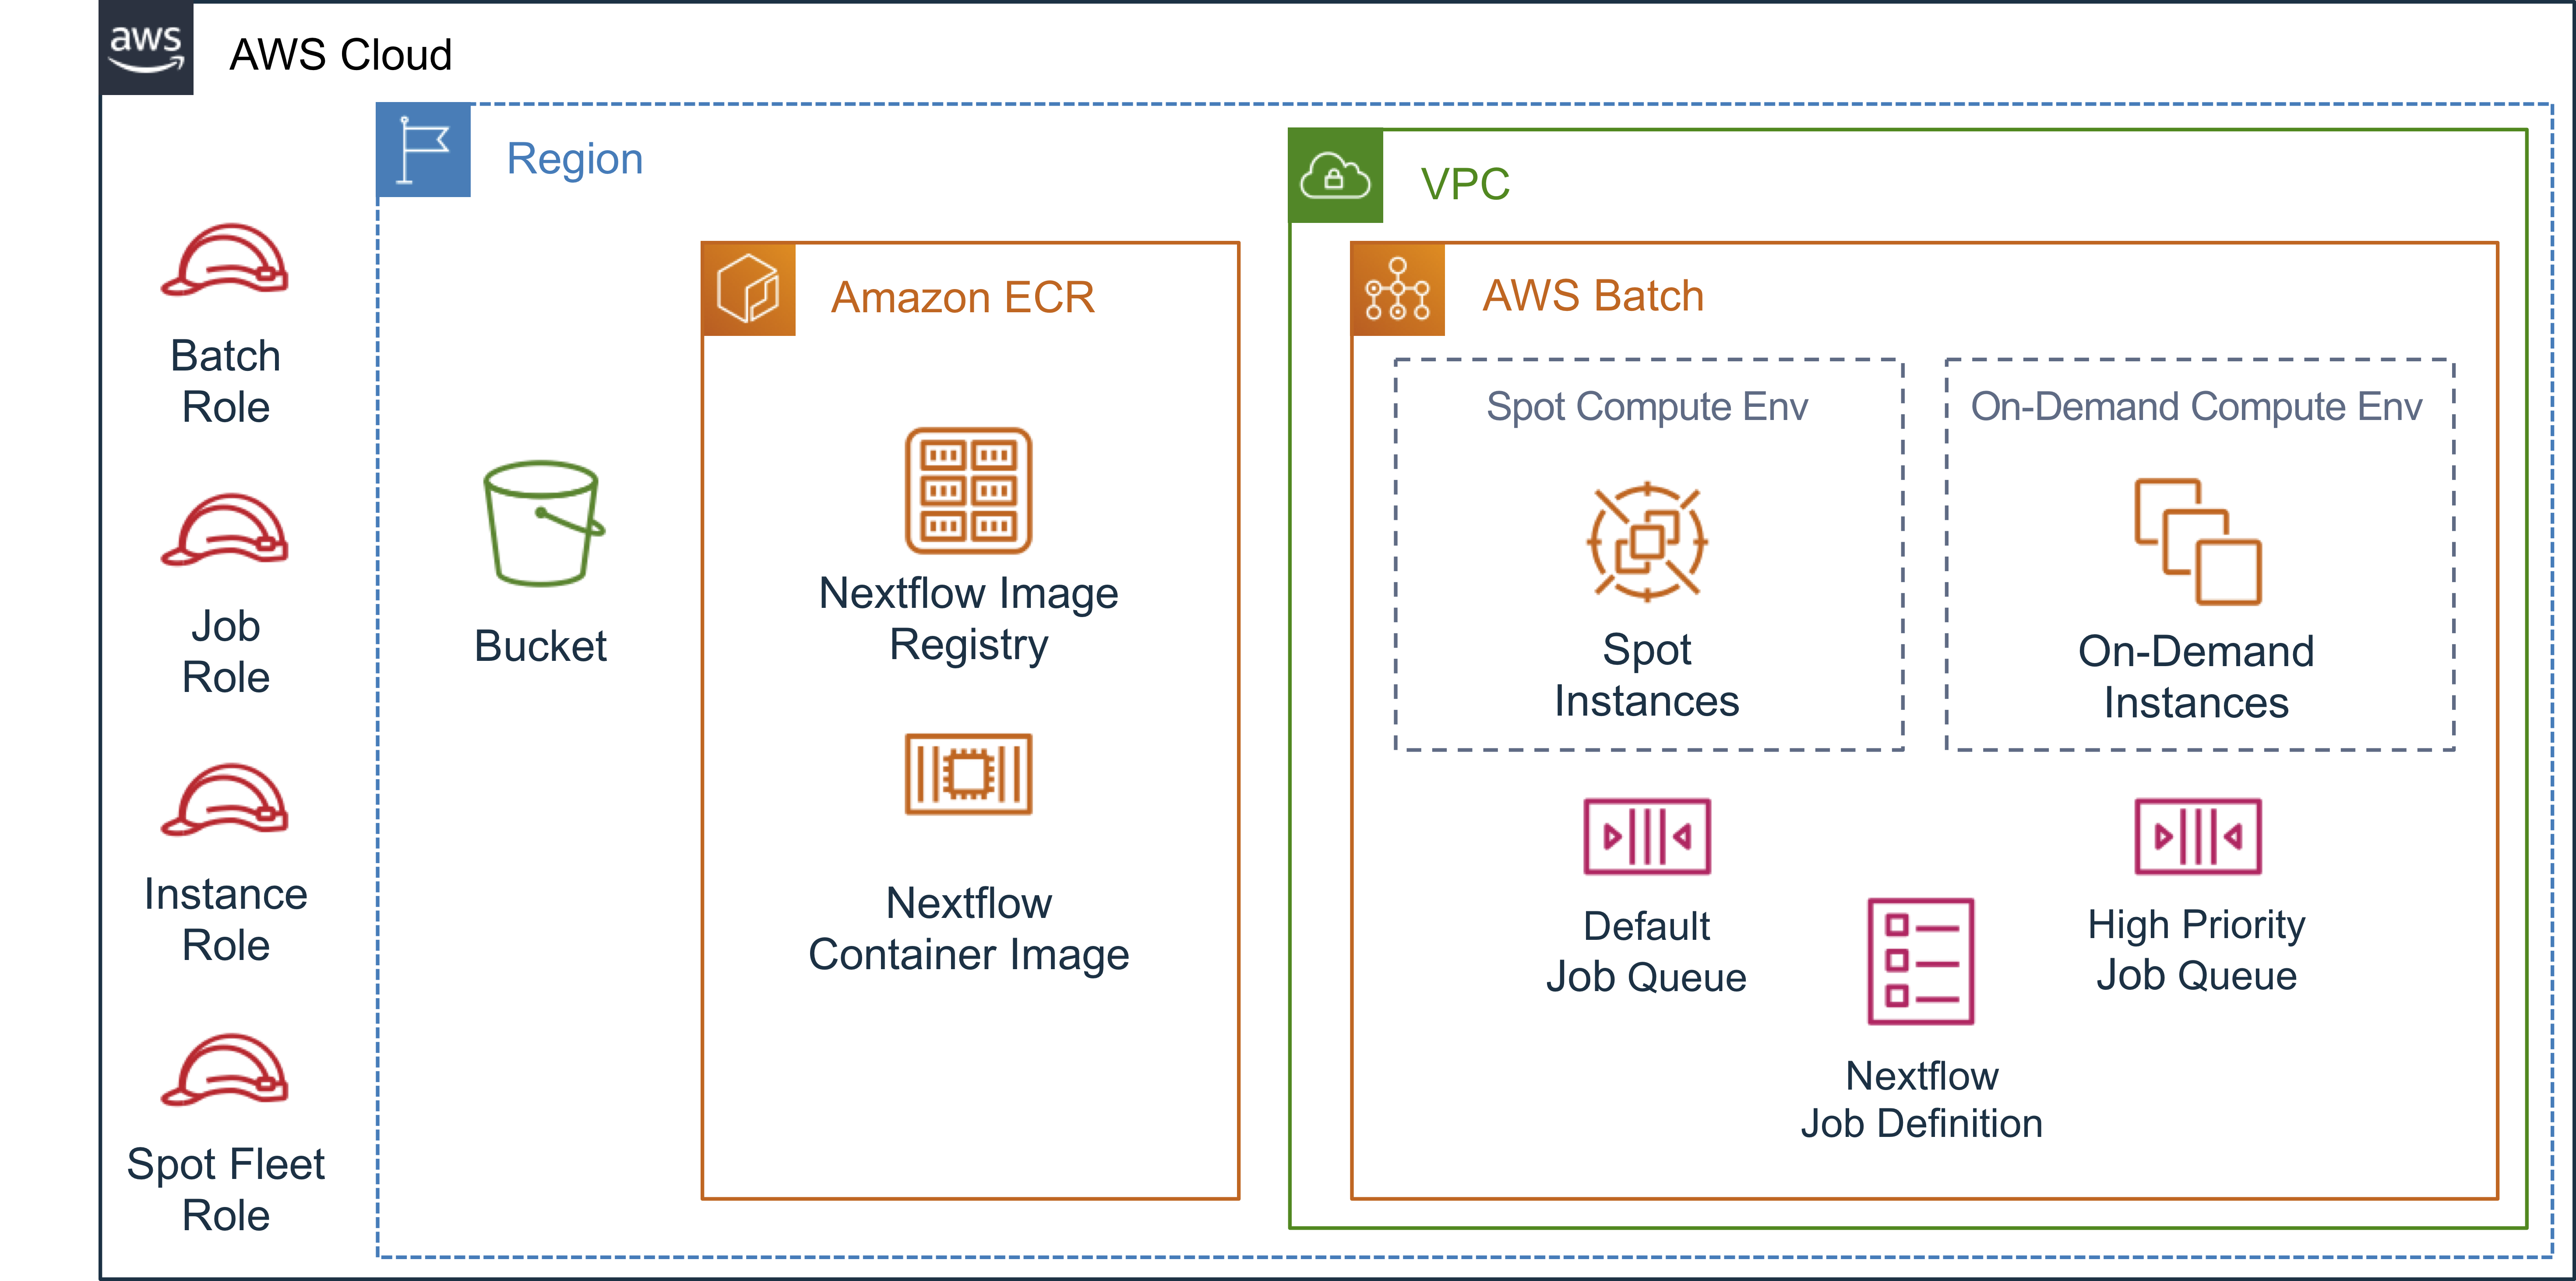 aws
AWS Cloud
Region
VPC
Amazon ECR
AWS Batch
Batch
Role
Job
Role
Instance
Role
Spot Fleet
Role
Bucket
Nextflow Image
Registry
Nextflow
Container Image
Spot Compute Env
Spot
Instances
On-Demand Compute Env
On-Demand
Instances
Default
Job Queue
High Priority
Job Queue
Nextflow
Job Definition